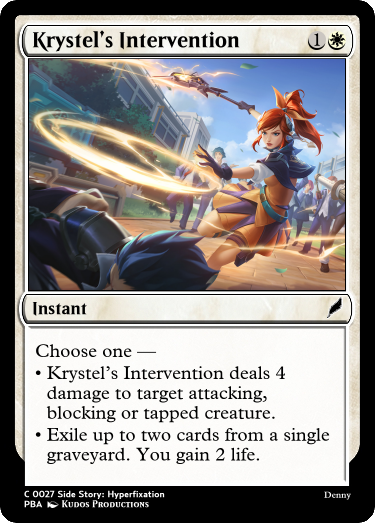 Krystel's Intervention 1
Instant
Choose one —
• Krystel's Intervention deals 4
damage to target attacking,
blocking or tapped creature.
• Exile up to two cards from a single
graveyard. You gain 2 life.
C 0027 Side Story: Hyperfixation
PBA Kudos Productions Denny